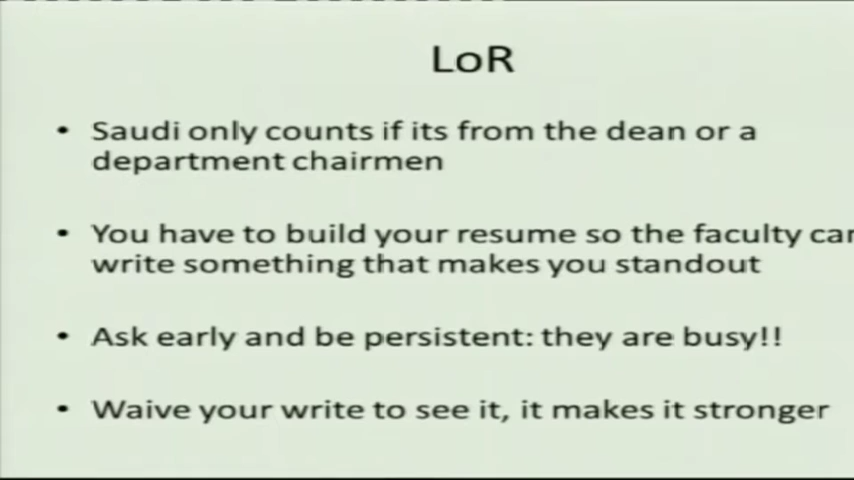 LoR
• Saudi only counts if its from the dean or a
department chairmen
• You have to build your resume so the faculty can
write something that makes you standout
• Ask early and be persistent: they are busy!!
• Waive your write to see it, it makes it stronger